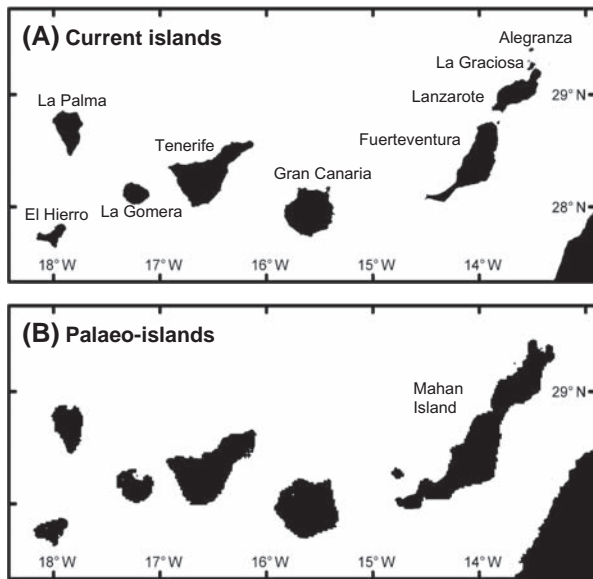 (A) Current islands
Alegranza
La Graciosa
La Palma
Lanzarote
29°N
Tenerife
Fuerteventura
Gran Canaria
El Hierro
La Gomera
28°N
18°W 17°W 16°W 15°W 14°W
(B) Palaeo-islands
Mahan
Island
29°N
18°W 17°W 16°W 15°W 14°W